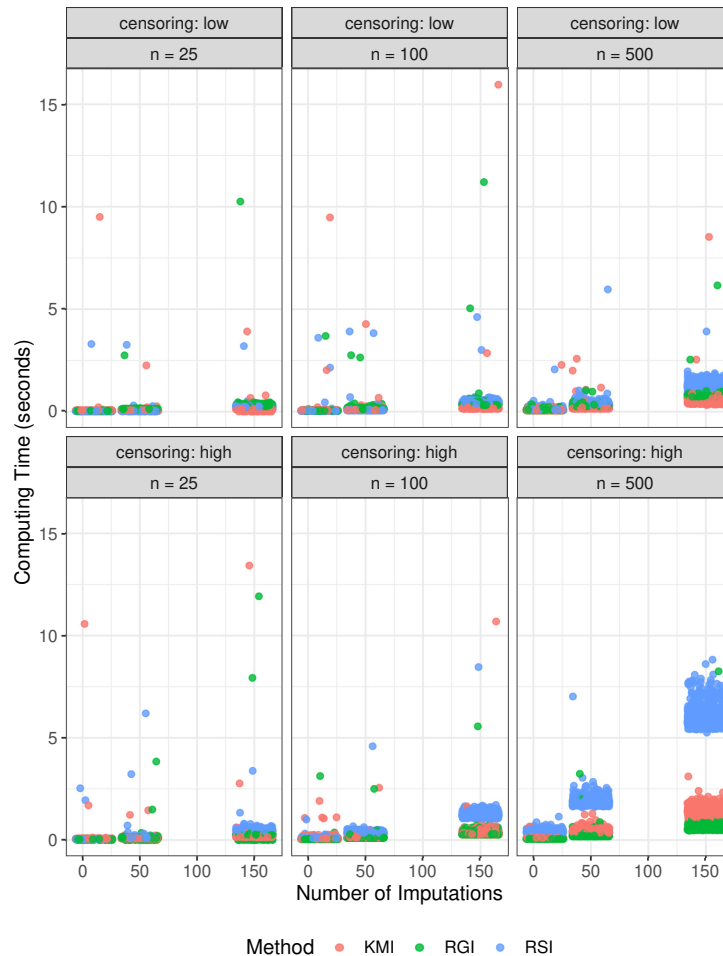 censoring: low censoring: low censoring: low
n = 25 n = 100 n = 500
15
10
5
0
censoring: high censoring: high censoring: high
n = 25 n = 100 n = 500
15
10
5
0
0 50 100 150 0 50 100 150 0 50 100 150
Computing Time (seconds)
Number of Imputations
Method KMI RGI RSI